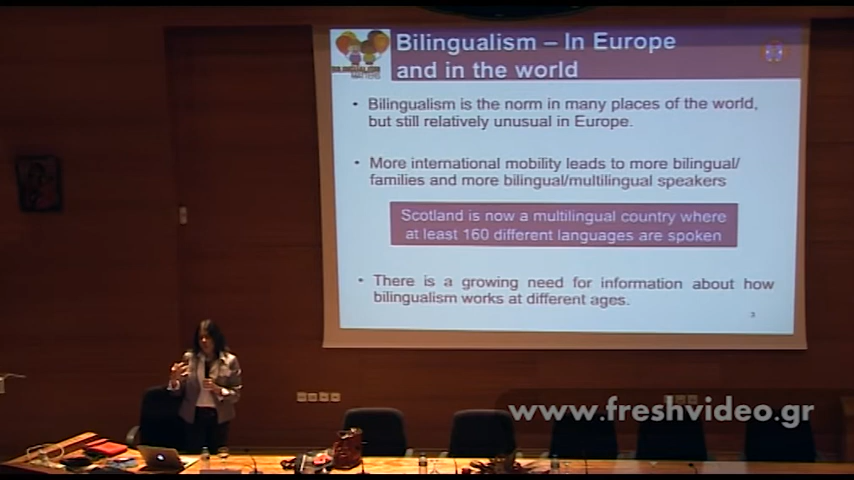 BILINGUALISM
MATTERS
Bilingualism – In Europe
and in the world
• Bilingualism is the norm in many places of the world,
but still relatively unusual in Europe.
• More international mobility leads to more bilingual/
families and more bilingual/multilingual speakers
Scotland is now a multilingual country where
at least 160 different languages are spoken
• There is a growing need for information about how
bilingualism works at different ages.
3
www.freshvideo.gr